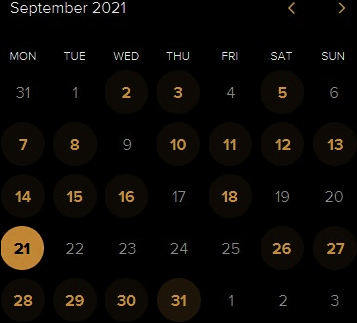 September 2021
MON TUE WED THU FRI SAT SUN
31 1 2 3 4 5 6
7 8 9 10 11 12 13
14 15 16 17 18 19 20
21 22 23 24 25 26 27
28 29 30 31 1 2 3